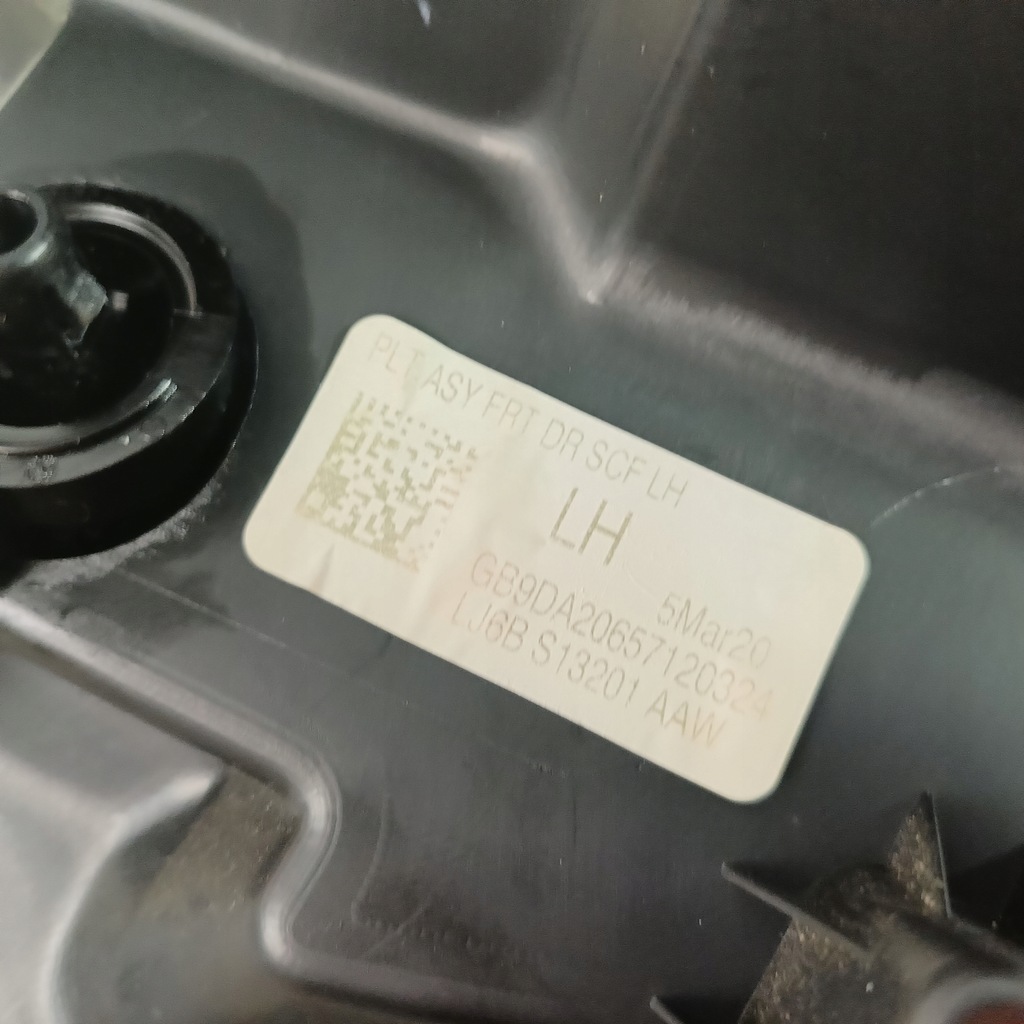 PLT ASY FRT DR SCF LH
LH
5Mar20
GB9DA20657120324
LJ6B S13201 AAW